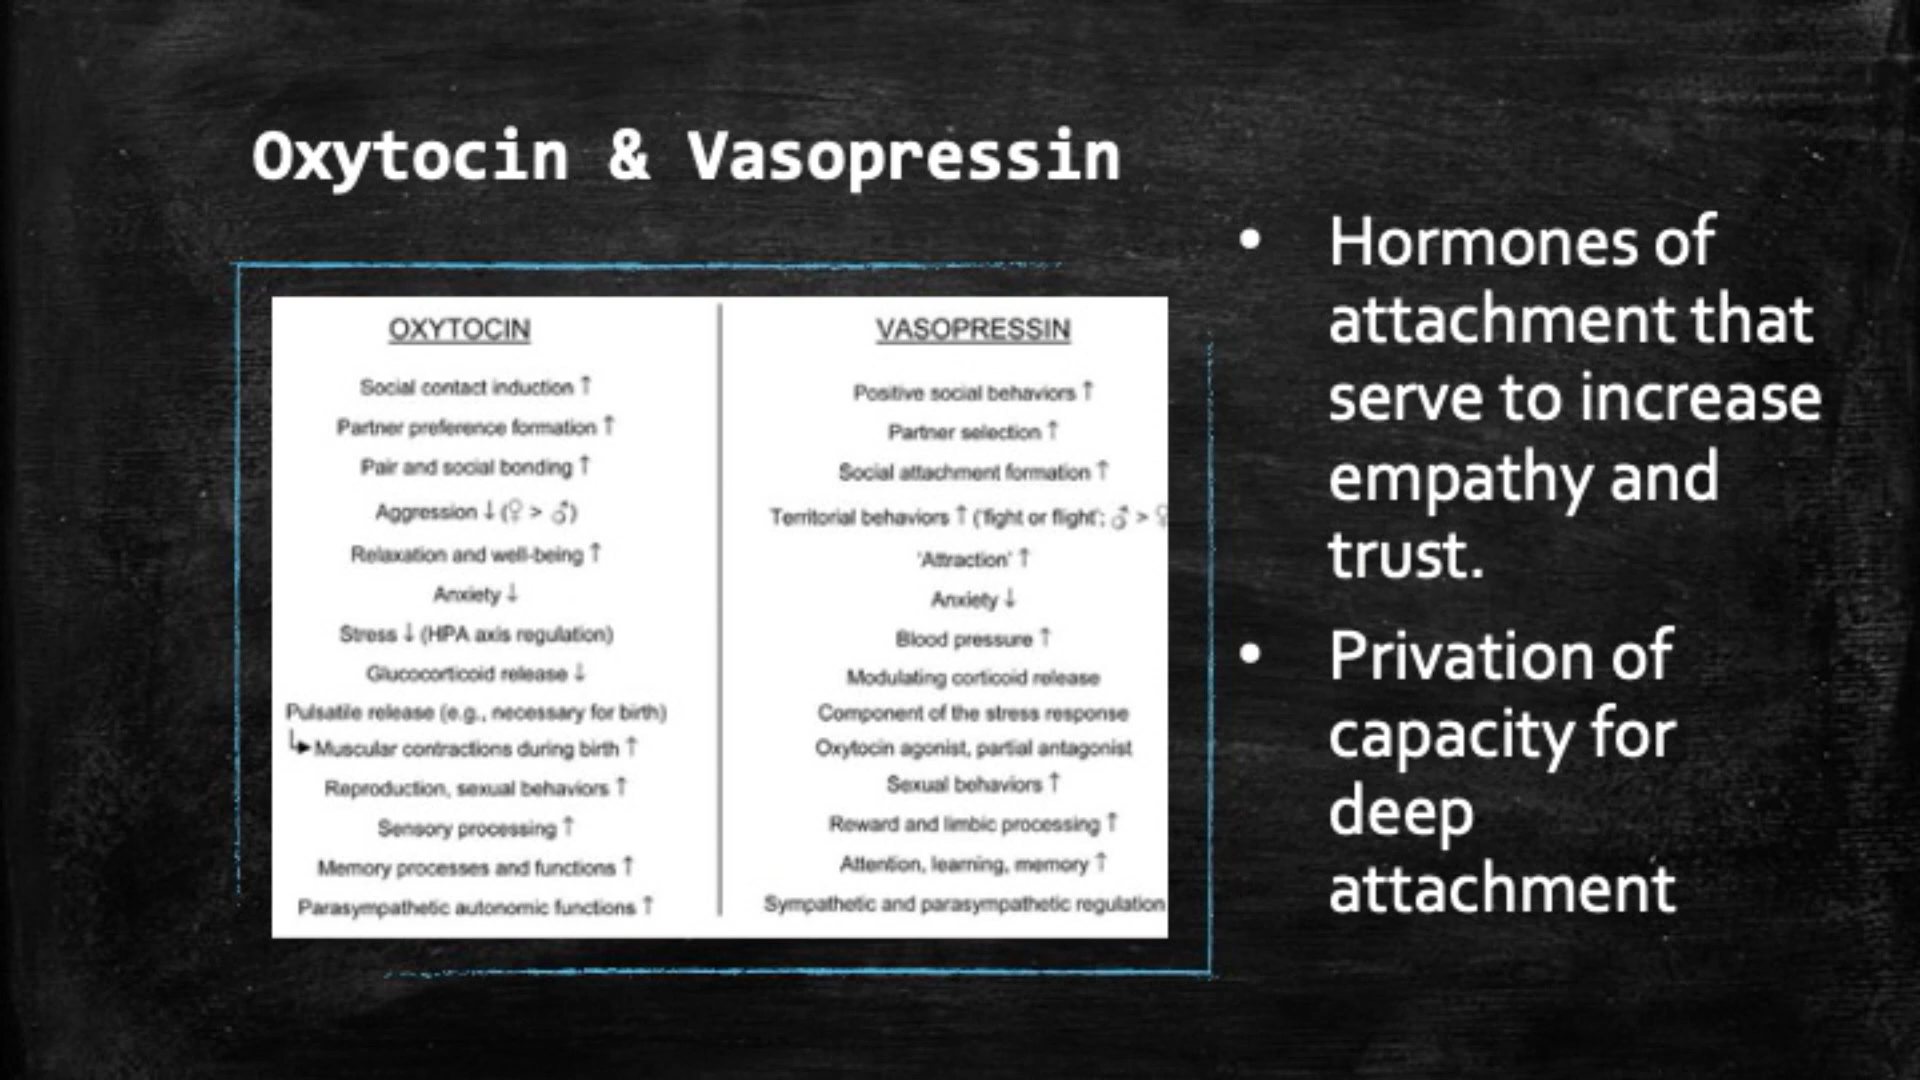 Oxytocin & Vasopressin
OXYTOCIN
Social contact induction ↑
Partner preference formation ↑
Pair and social bonding ↑
Aggression ↓ (♀ > ♂)
Relaxation and well-being ↑
Anxiety ↓
Stress ↓ (HPA axis regulation)
Glucocorticoid release ↓
Pulsatile release (e.g., necessary for birth)
Muscular contractions during birth ↑
Reproduction, sexual behaviors ↑
Sensory processing ↑
Memory processes and functions ↑
Parasympathetic autonomic functions ↑
VASOPRESSIN
Positive social behaviors ↑
Partner selection ↑
Social attachment formation ↑
Territorial behaviors ↑ ('fight or flight'; ♂ > ♀
'Attraction' ↑
Anxiety ↓
Blood pressure ↑
Modulating corticoid release
Component of the stress response
Oxytocin agonist, partial antagonist
Sexual behaviors ↑
Reward and limbic processing ↑
Attention, learning, memory ↑
Sympathetic and parasympathetic regulation
• Hormones of
attachment that
serve to increase
empathy and
trust.
• Privation of
capacity for
deep
attachment